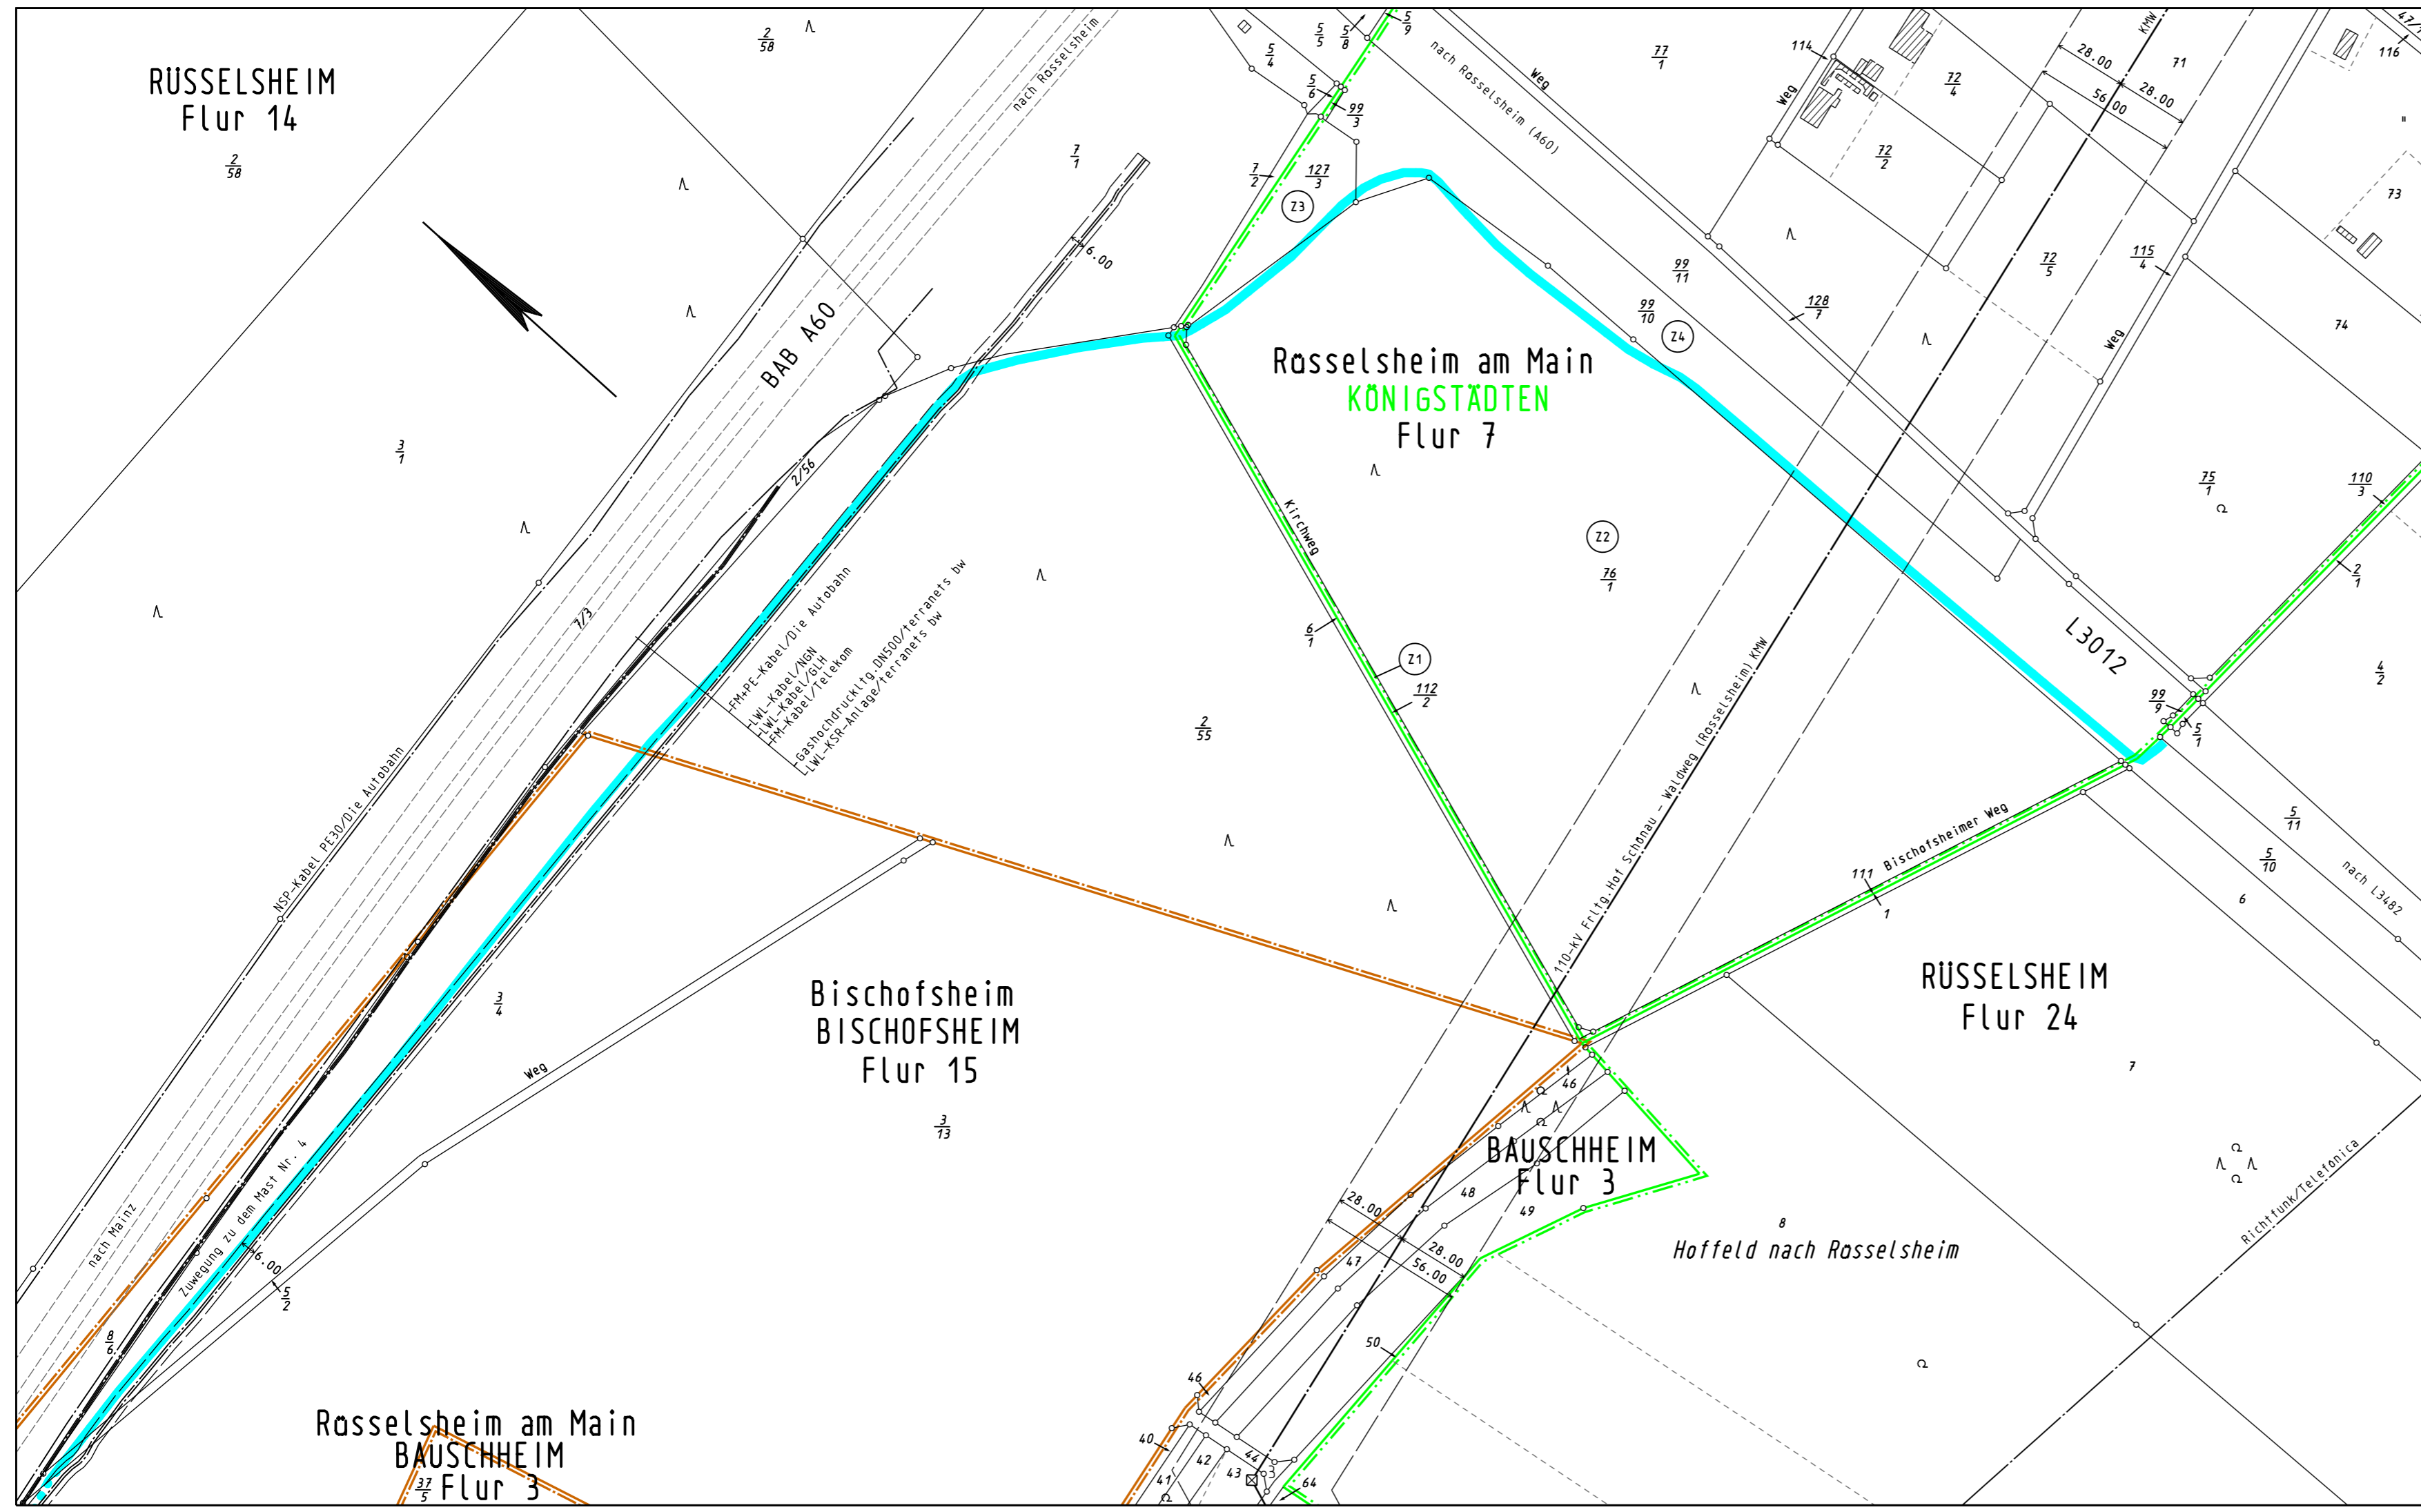 RÜSSELSHEIM
Flur 14
2/58
2/58
nach Rüsselsheim
BAB A60
7/1
6.00
3/1
2/56
7/3
5/4
5/5
5/8
5/9
5/6
99/3
7/2
127/3
Z3
nach Rüsselsheim (A60)
Weg
77/1
114
Weg
72/4
72/2
28.00
56.00
28.00
KMW
71
116
73
72/5
115/4
Weg
74
99/11
99/10
128/7
Z4
Rüsselsheim am Main
KÖNIGSTÄDTEN
Flur 7
Z2
76/1
Kirchweg
6/1
Z1
112/2
75/1
110/3
2/1
L3012
4/2
99/9
5/1
5/11
5/10
nach L3482
6
Bischofsheimer Weg
111
1
FM+PE-Kabel/Die Autobahn
LWL-Kabel/NGN
LWL-Kabel/GLH
FM-Kabel/Telekom
Gashochdruckltg.DN500/terranets bw
LWL-KSR-Anlage/terranets bw
NSP-Kabel PE30/Die Autobahn
2/55
110-kV Frltg.Hof Schönau - Waldweg (Rüsselsheim) KMW
3/4
Weg
Bischofsheim
BISCHOFSHEIM
Flur 15
3/13
RÜSSELSHEIM
Flur 24
7
46
BAUSCHHEIM
Flur 3
48
49
28.00
28.00
56.00
47
8
Hoffeld nach Rüsselsheim
Richtfunk/Telefonica
nach Mainz
Zuwegung zu dem Mast Nr. 4
6.00
5/2
8/6
50
46
40
41
42
43
44
3
64
Rüsselsheim am Main
BAUSCHHEIM
Flur 3
37/5